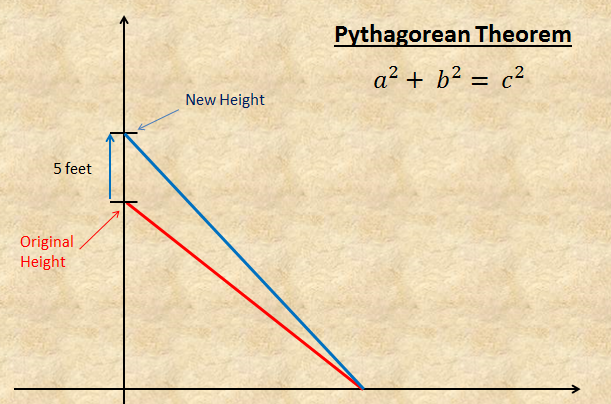 Pythagorean Theorem
a² + b² = c²
New Height
5 feet
Original
Height